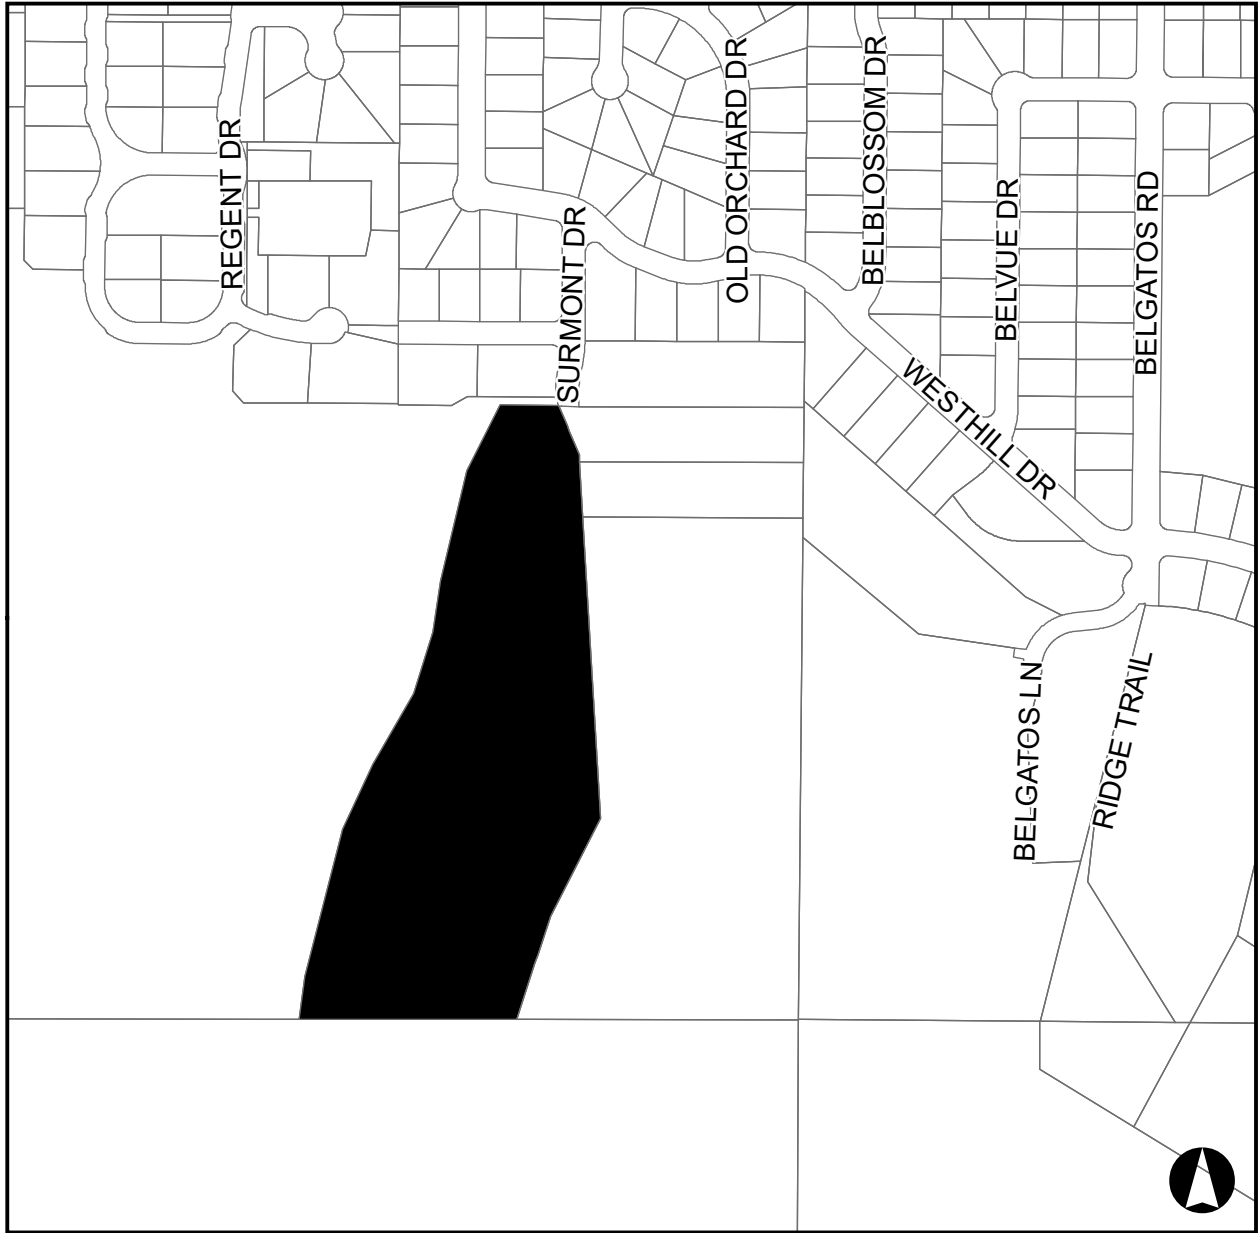 REGENT DR
SURMONT DR
OLD ORCHARD DR
BELBLOSSOM DR
BELVUE DR
BELGATOS RD
WESTHILL DR
BELGATOS LN
RIDGE TRAIL